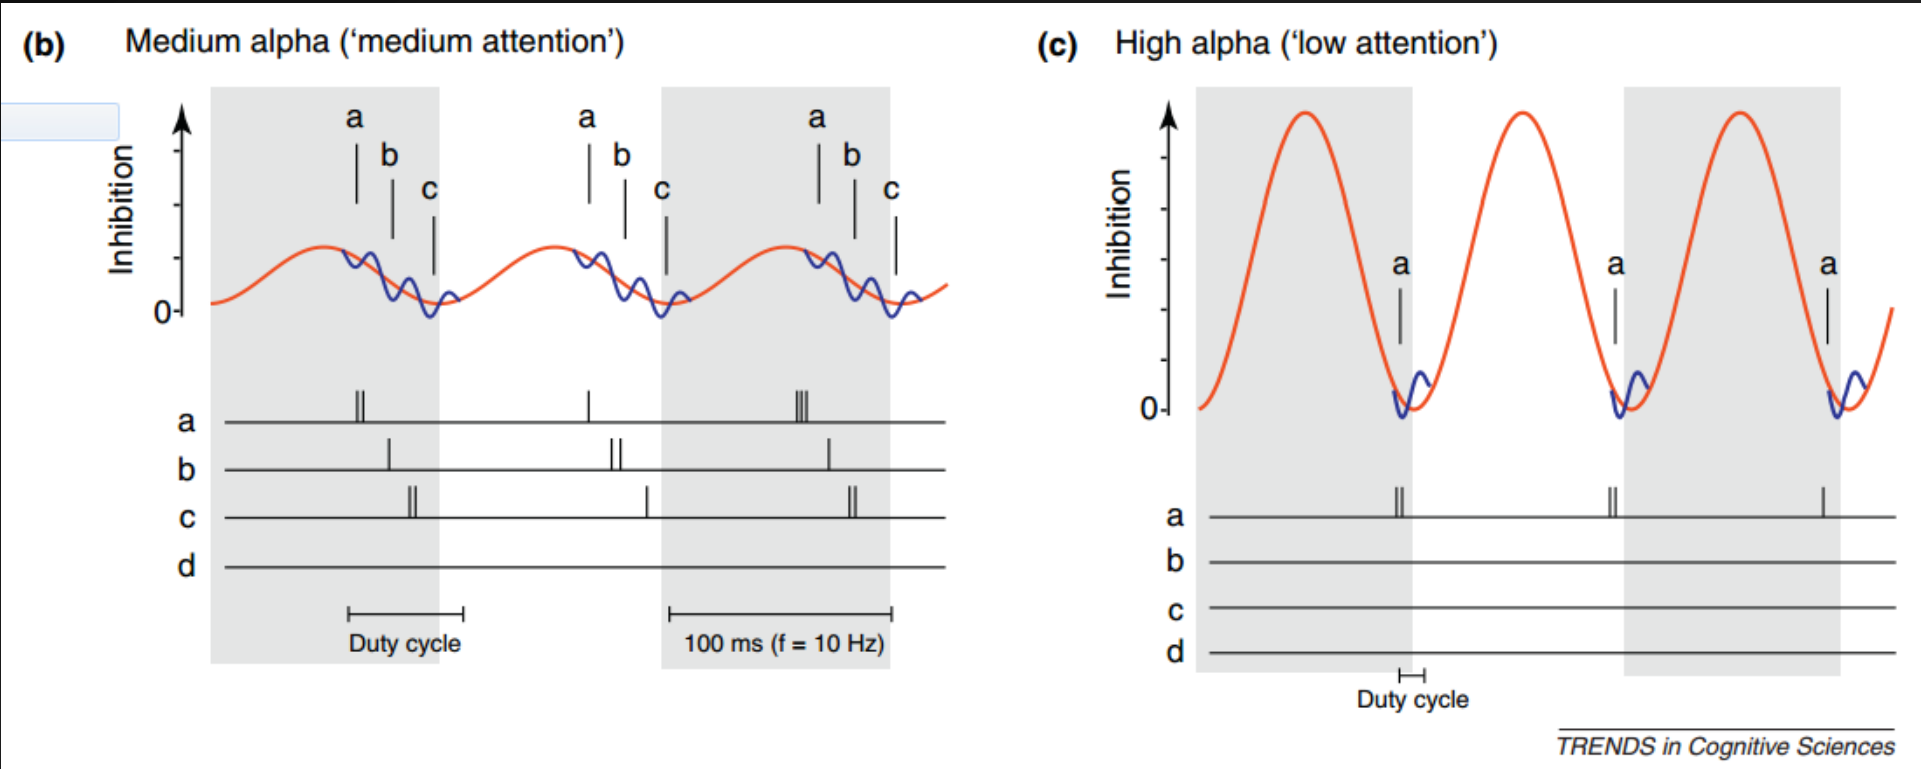 (b) Medium alpha (‘medium attention’)
Inhibition
0
a
b
c
a
b
c
a
b
c
a
b
c
d
Duty cycle
100 ms (f = 10 Hz)
(c) High alpha (‘low attention’)
Inhibition
0
a
a
a
a
b
c
d
Duty cycle
TRENDS in Cognitive Sciences